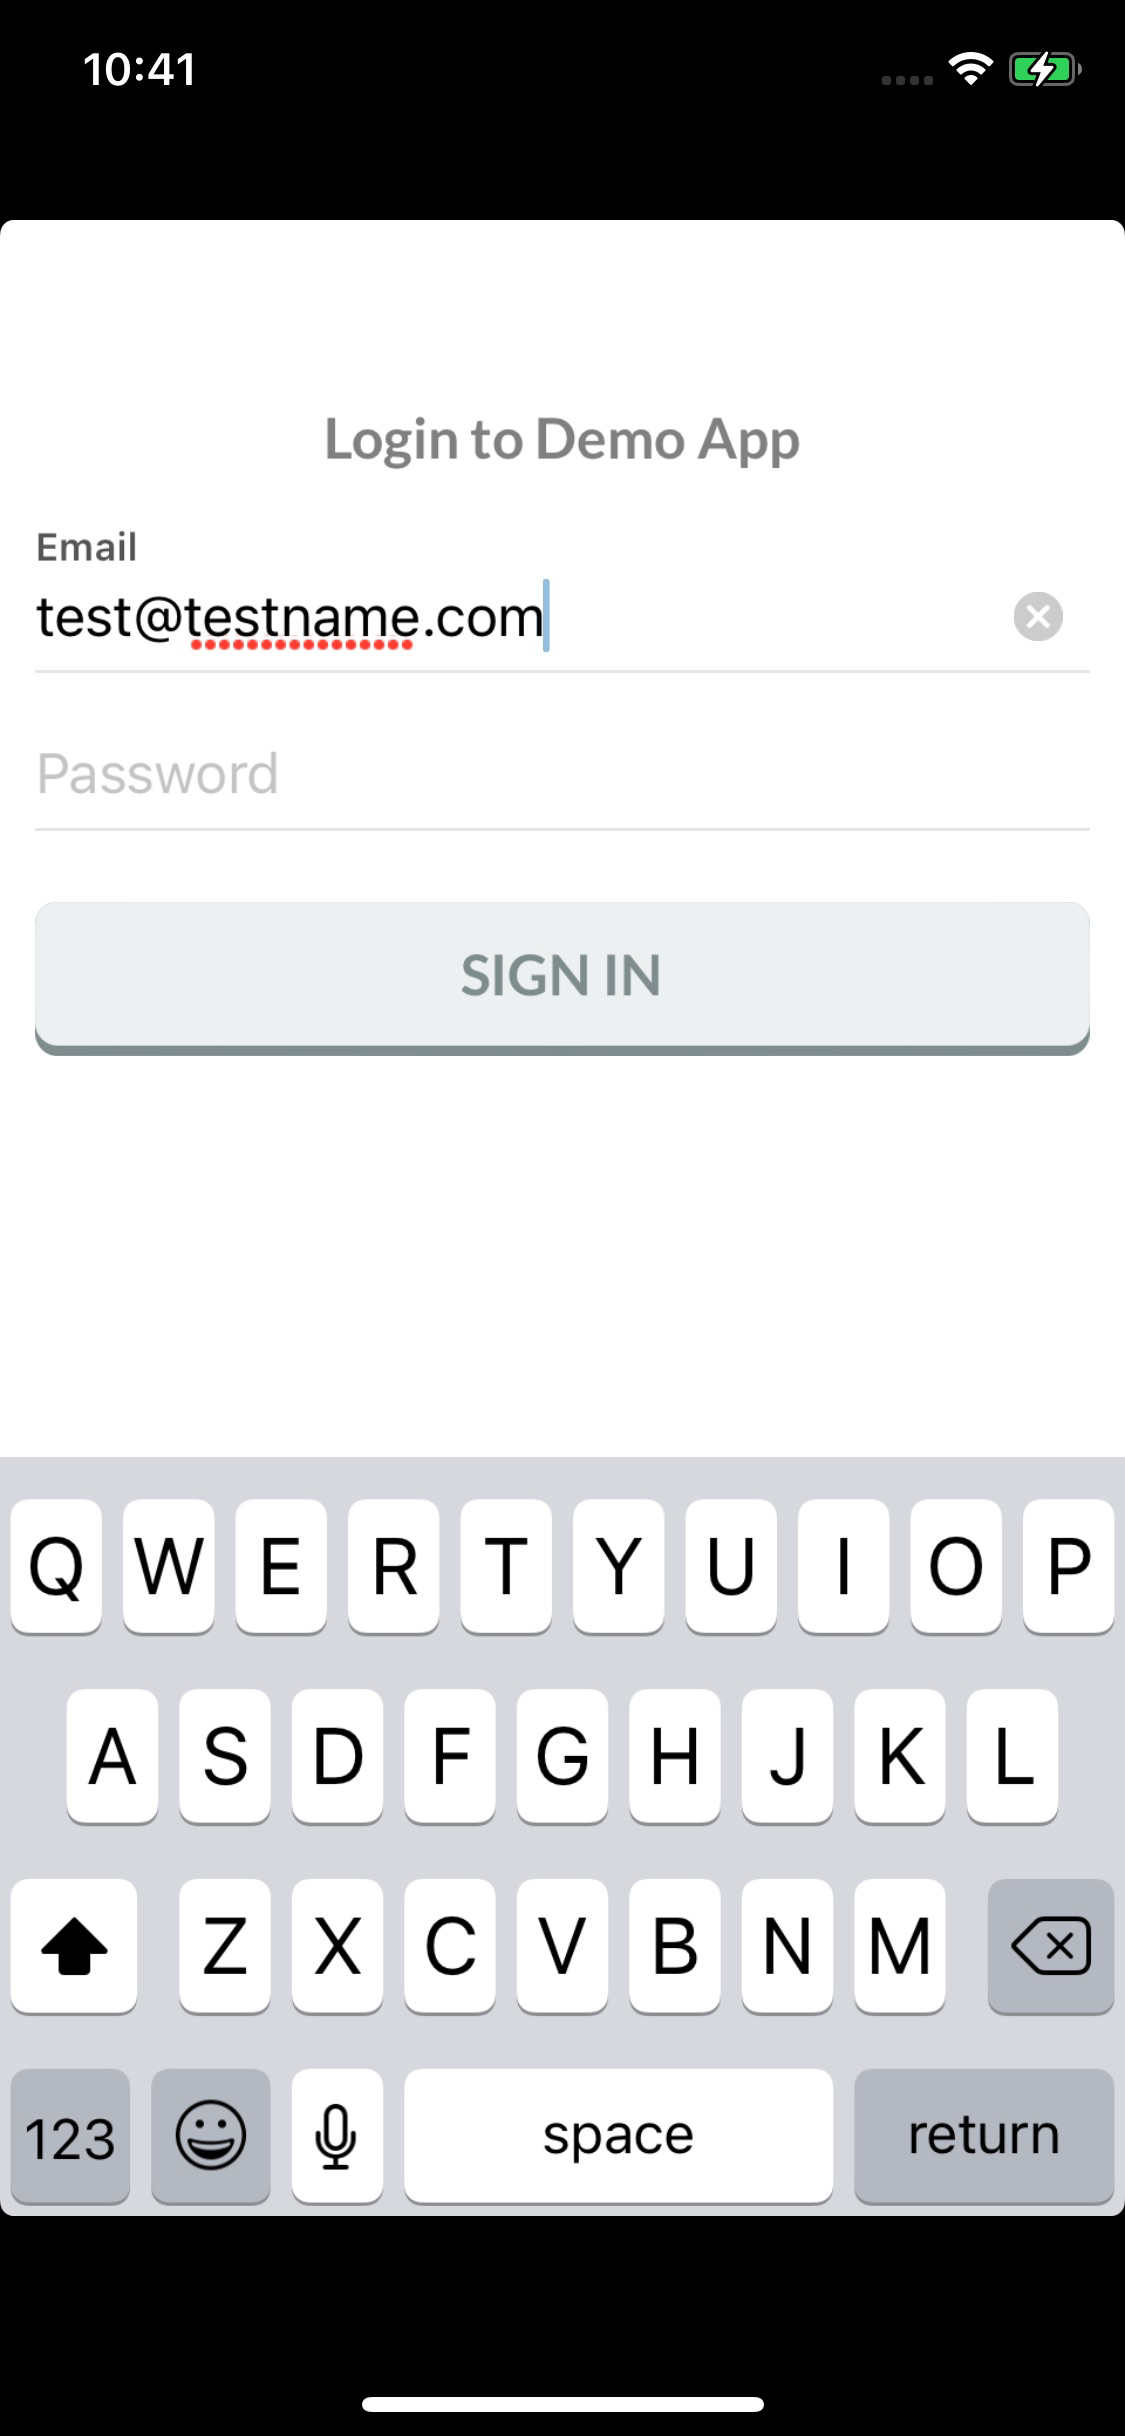 10:41
Login to Demo App
Email
test@testname.com
Password
SIGN IN
Q W E R T Y U I O P
A S D F G H J K L
Z X C V B N M
123 space return